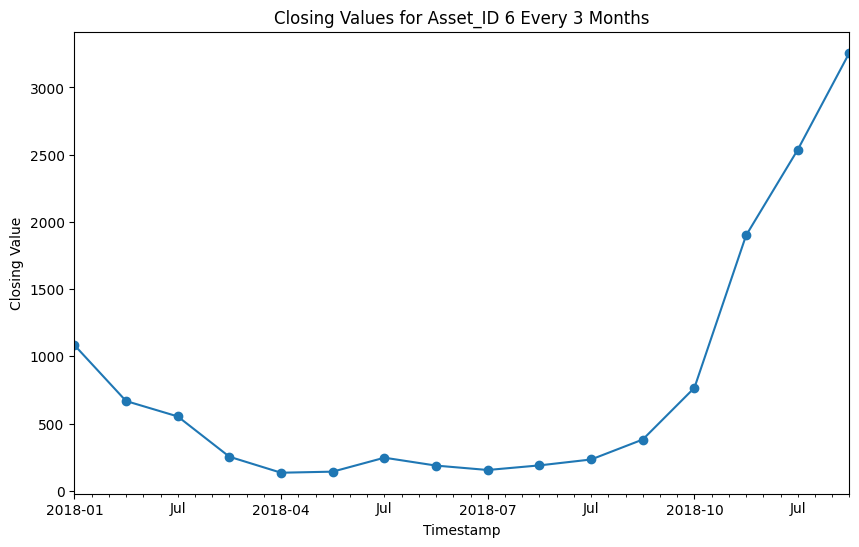 Closing Values for Asset_ID 6 Every 3 Months
Closing Value
3000
2500
2000
1500
1000
500
0
2018-01 Jul 2018-04 Jul 2018-07 Jul 2018-10 Jul
Timestamp